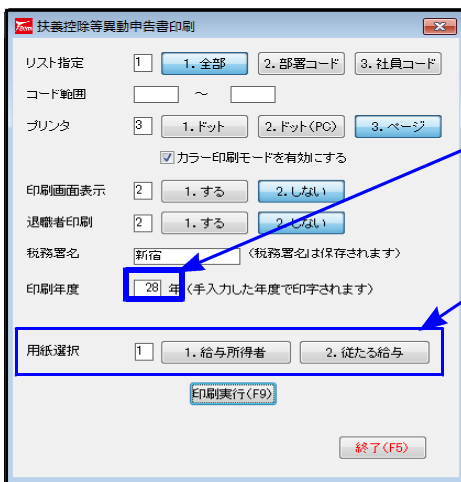 Team 扶養控除等異動申告書印刷
リスト指定 1 1.全部 2.部署コード 3.社員コード
コード範囲 ～
プリンタ 3 1.ドット 2.ドット(PC) 3.ページ
カラー印刷モードを有効にする
印刷画面表示 2 1.する 2.しない
退職者印刷 2 1.する 2.しない
税務署名 新宿 (税務署名は保存されます)
印刷年度 28 年 (手入力した年度で印字されます)
用紙選択 1 1.給与所得者 2.従たる給与
印刷実行(F9)
終了(F5)